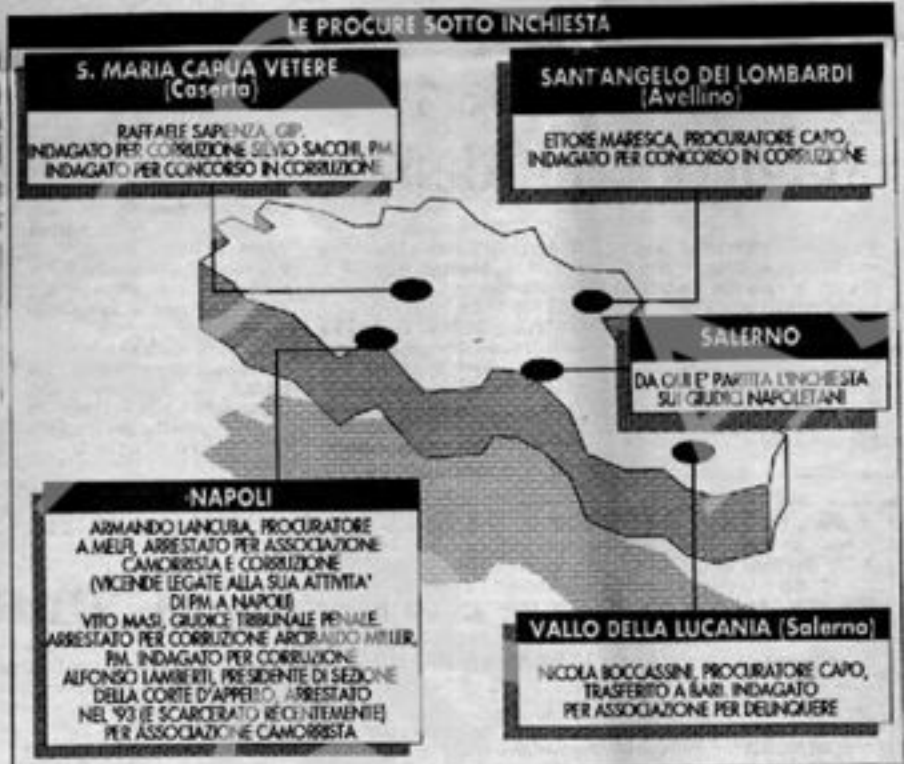 LE PROCURE SOTTO INCHIESTA
S. MARIA CAPUA VETERE
(Caserta)
RAFFAELE SAPIENZA, GIP,
INDAGATO PER CORRUZIONE SILVIO SACCHI, PM,
INDAGATO PER CONCORSO IN CORRUZIONE
SANT'ANGELO DEI LOMBARDI
(Avellino)
ETTORE MARESCA, PROCURATORE CAPO,
INDAGATO PER CONCORSO IN CORRUZIONE
SALERNO
DA QUI E' PARTITA L'INCHIESTA
SUI GIUDICI NAPOLETANI
NAPOLI
ARMANDO LANCUBA, PROCURATORE
A MELFI, ARRESTATO PER ASSOCIAZIONE
CAMORRISTA E CORRUZIONE
(VICENDE LEGATE ALLA SUA ATTIVITA'
DI PM A NAPOLI)
VITO MASI, GIUDICE TRIBUNALE PENALE,
ARRESTATO PER CORRUZIONE ARCIBALDO MILLER,
PM, INDAGATO PER CORRUZIONE
ALFONSO LAMBERTI, PRESIDENTE DI SEZIONE
DELLA CORTE D'APPELLO, ARRESTATO
NEL '93 (E SCARCERATO RECENTEMENTE)
PER ASSOCIAZIONE CAMORRISTA
VALLO DELLA LUCANIA (Salerno)
NICOLA BOCCASSINI, PROCURATORE CAPO,
TRASFERITO A BARI. INDAGATO
PER ASSOCIAZIONE PER DELINQUERE